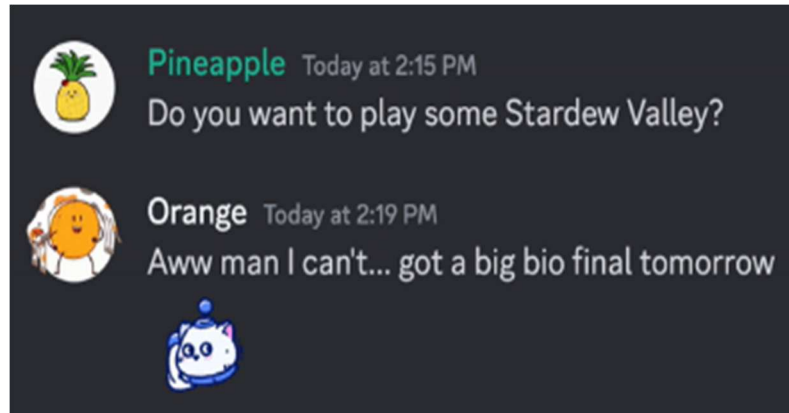 Pineapple Today at 2:15 PM
Do you want to play some Stardew Valley?
Orange Today at 2:19 PM
Aww man I can't... got a big bio final tomorrow